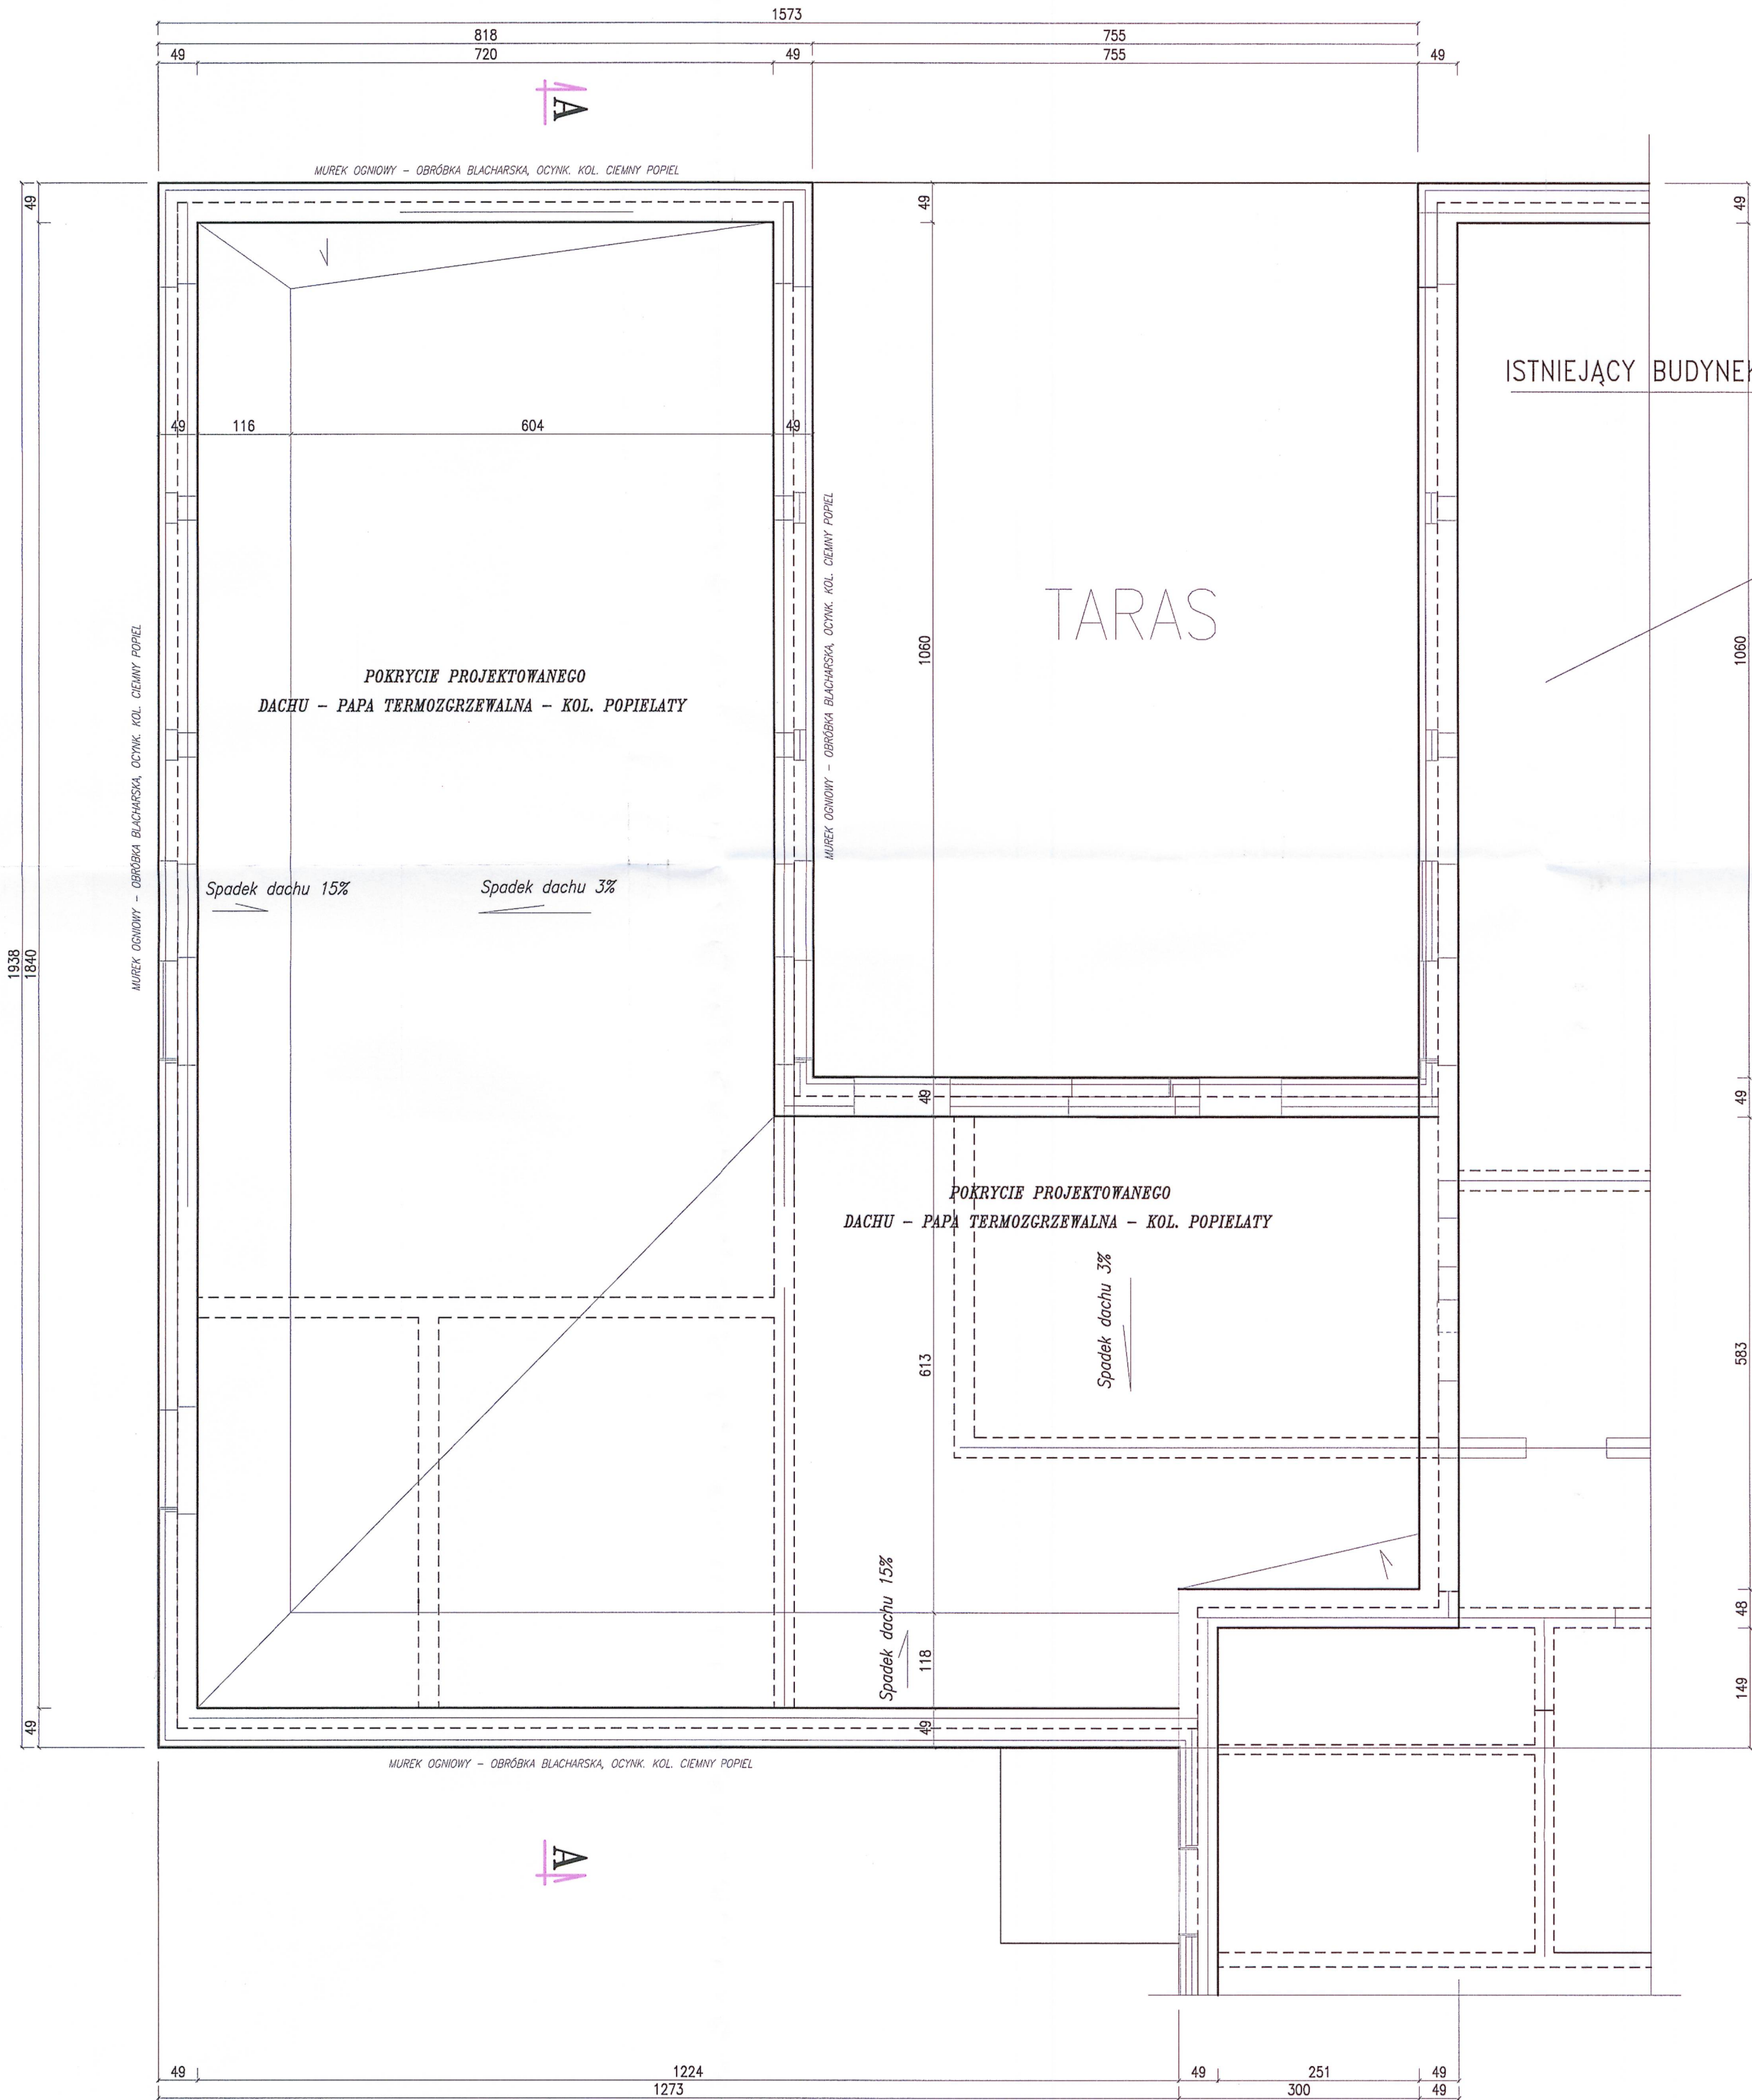 1573
818 755
49 720 49 755 49
A
MUREK OGNIOWY – OBRÓBKA BLACHARSKA, OCYNK. KOL. CIEMNY POPIEL
49 49 49
ISTNIEJĄCY BUDYNEK
49 116 604 49
MUREK OGNIOWY – OBRÓBKA BLACHARSKA, OCYNK. KOL. CIEMNY POPIEL
MUREK OGNIOWY – OBRÓBKA BLACHARSKA, OCYNK. KOL. CIEMNY POPIEL
TARAS
1060
1060
POKRYCIE PROJEKTOWANEGO
DACHU – PAPA TERMOZGRZEWALNA – KOL. POPIELATY
Spadek dachu 15%
Spadek dachu 3%
1938
1840
49
49
POKRYCIE PROJEKTOWANEGO
DACHU – PAPA TERMOZGRZEWALNA – KOL. POPIELATY
Spadek dachu 3%
613
583
Spadek dachu 15%
118
48
149
49
49
MUREK OGNIOWY – OBRÓBKA BLACHARSKA, OCYNK. KOL. CIEMNY POPIEL
A
49 1224 49 251 49
1273 300 49